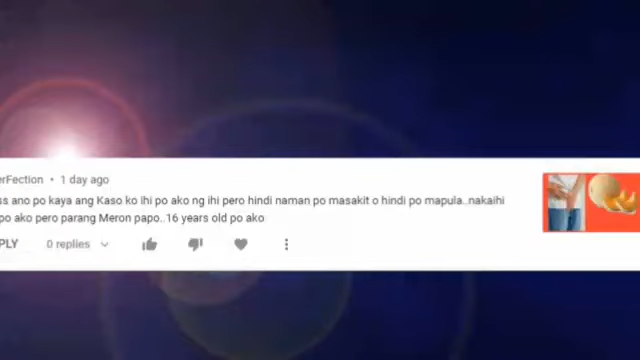 erFection • 1 day ago
ss ano po kaya ang Kaso ko ihi po ako ng ihi pero hindi naman po masakit o hindi po mapula..nakaihi
po ako pero parang Meron papo..16 years old po ako
PLY 0 replies